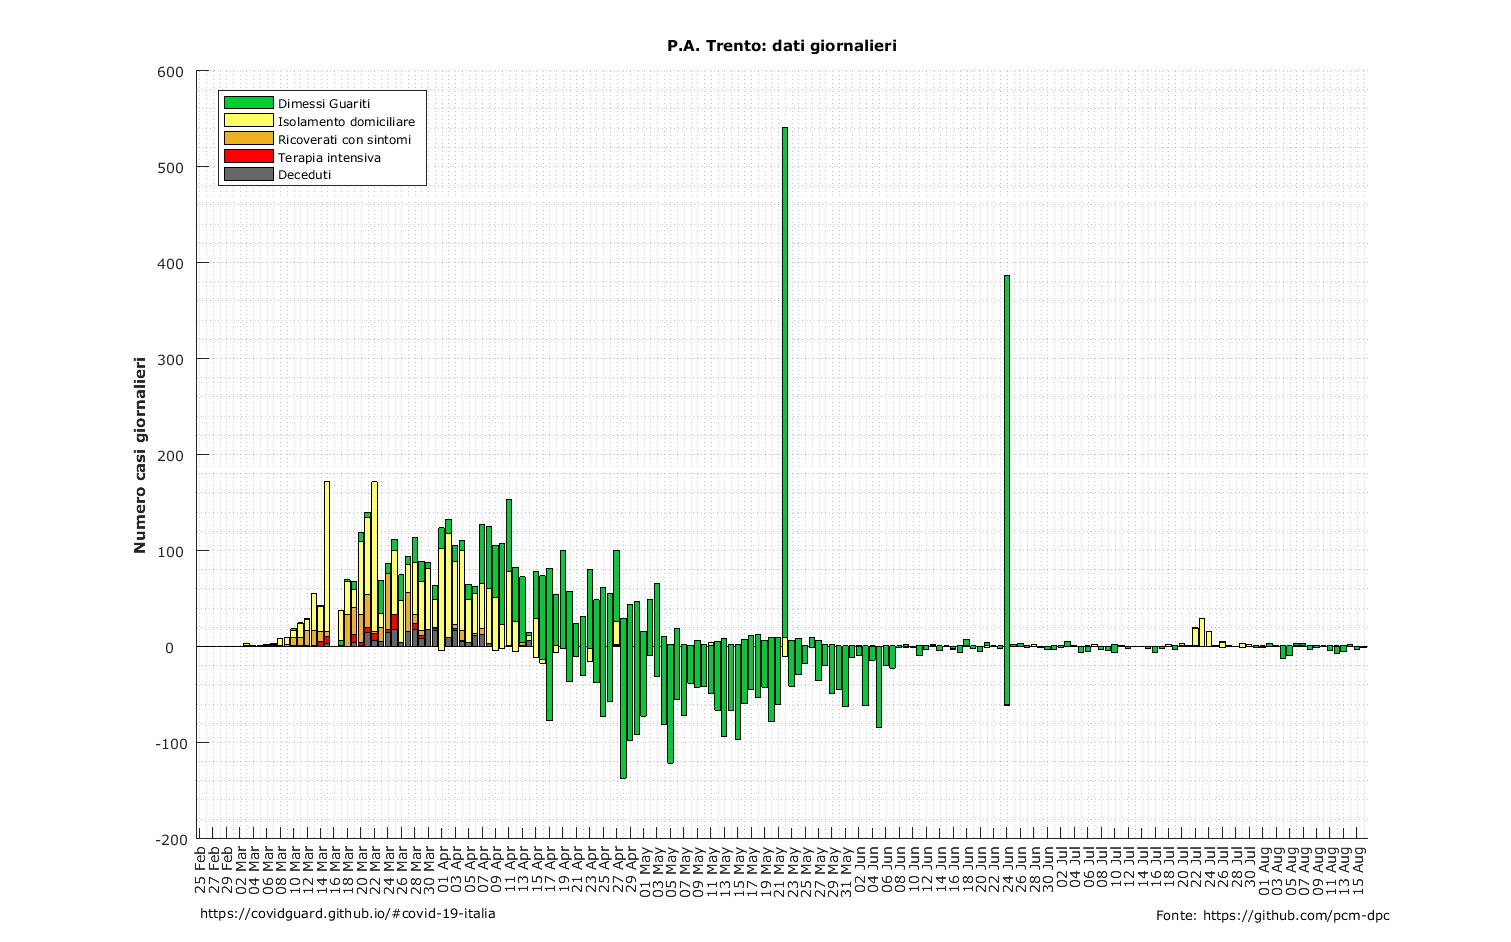 P.A. Trento: dati giornalieri
600
500
400
300
200
100
0
-100
-200
Numero casi giornalieri
Dimessi Guariti
Isolamento domiciliare
Ricoverati con sintomi
Terapia intensiva
Deceduti
25 Feb
27 Feb
29 Feb
02 Mar
04 Mar
06 Mar
08 Mar
10 Mar
12 Mar
14 Mar
16 Mar
18 Mar
20 Mar
22 Mar
24 Mar
26 Mar
28 Mar
30 Mar
01 Apr
03 Apr
05 Apr
07 Apr
09 Apr
11 Apr
13 Apr
15 Apr
17 Apr
19 Apr
21 Apr
23 Apr
25 Apr
27 Apr
29 Apr
01 May
03 May
05 May
07 May
09 May
11 May
13 May
15 May
17 May
19 May
21 May
23 May
25 May
27 May
29 May
31 May
02 Jun
04 Jun
06 Jun
08 Jun
10 Jun
12 Jun
14 Jun
16 Jun
18 Jun
20 Jun
22 Jun
24 Jun
26 Jun
28 Jun
30 Jun
02 Jul
04 Jul
06 Jul
08 Jul
10 Jul
12 Jul
14 Jul
16 Jul
18 Jul
20 Jul
22 Jul
24 Jul
26 Jul
28 Jul
30 Jul
01 Aug
03 Aug
05 Aug
07 Aug
09 Aug
11 Aug
13 Aug
15 Aug
https://covidguard.github.io/#covid-19-italia
Fonte: https://github.com/pcm-dpc